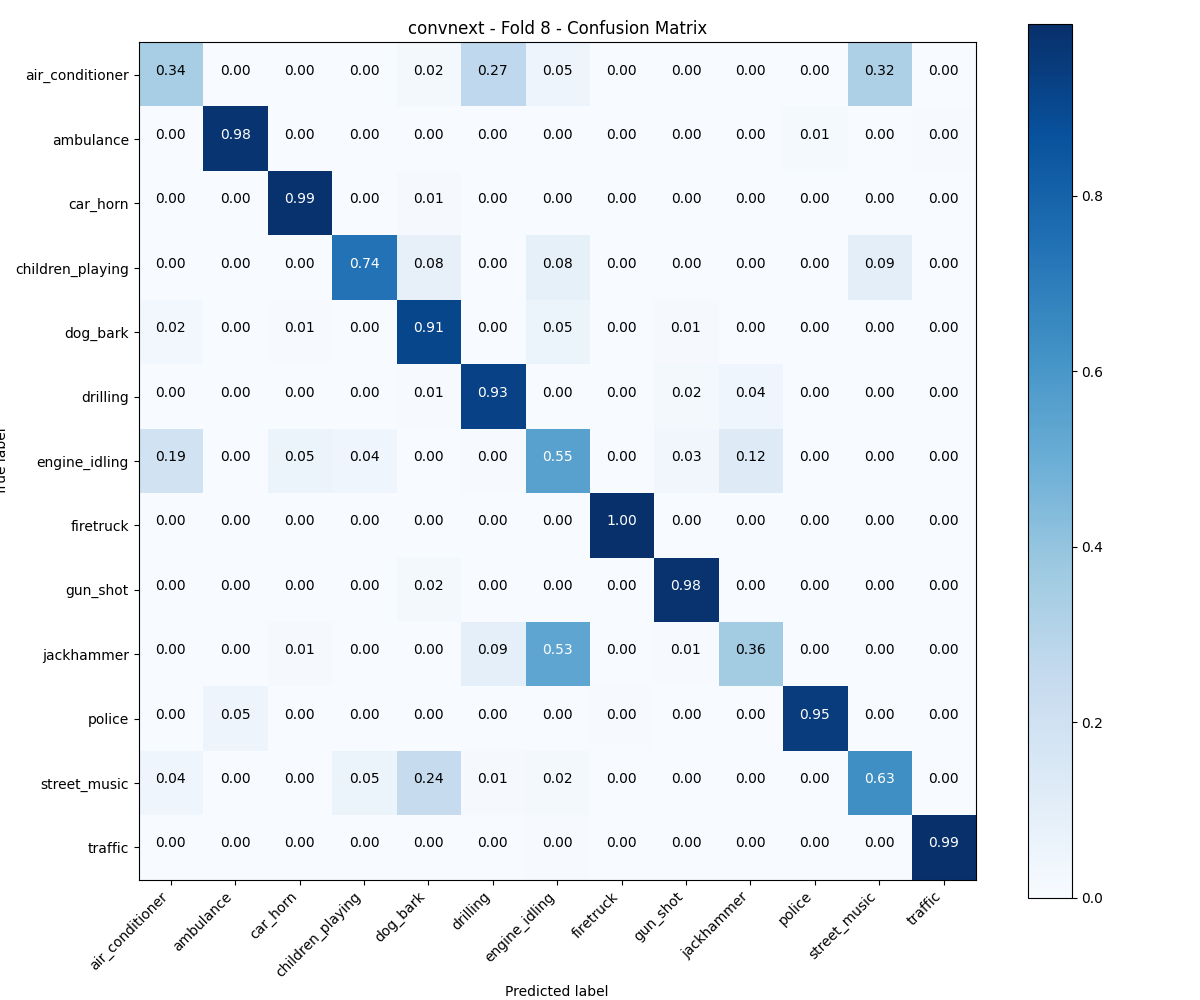 convnext - Fold 8 - Confusion Matrix
air_conditioner 0.34 0.00 0.00 0.00 0.02 0.27 0.05 0.00 0.00 0.00 0.00 0.32 0.00
ambulance 0.00 0.98 0.00 0.00 0.00 0.00 0.00 0.00 0.00 0.00 0.01 0.00 0.00
car_horn 0.00 0.00 0.99 0.00 0.01 0.00 0.00 0.00 0.00 0.00 0.00 0.00 0.00
children_playing 0.00 0.00 0.00 0.74 0.08 0.00 0.08 0.00 0.00 0.00 0.00 0.09 0.00
dog_bark 0.02 0.00 0.01 0.00 0.91 0.00 0.05 0.00 0.01 0.00 0.00 0.00 0.00
drilling 0.00 0.00 0.00 0.00 0.01 0.93 0.00 0.00 0.02 0.04 0.00 0.00 0.00
engine_idling 0.19 0.00 0.05 0.04 0.00 0.00 0.55 0.00 0.03 0.12 0.00 0.00 0.00
firetruck 0.00 0.00 0.00 0.00 0.00 0.00 0.00 1.00 0.00 0.00 0.00 0.00 0.00
gun_shot 0.00 0.00 0.00 0.00 0.02 0.00 0.00 0.00 0.98 0.00 0.00 0.00 0.00
jackhammer 0.00 0.00 0.01 0.00 0.00 0.09 0.53 0.00 0.01 0.36 0.00 0.00 0.00
police 0.00 0.05 0.00 0.00 0.00 0.00 0.00 0.00 0.00 0.00 0.95 0.00 0.00
street_music 0.04 0.00 0.00 0.05 0.24 0.01 0.02 0.00 0.00 0.00 0.00 0.63 0.00
traffic 0.00 0.00 0.00 0.00 0.00 0.00 0.00 0.00 0.00 0.00 0.00 0.00 0.99
air_conditioner ambulance car_horn children_playing dog_bark drilling engine_idling firetruck gun_shot jackhammer police street_music traffic
Predicted label
0.8
0.6
0.4
0.2
0.0